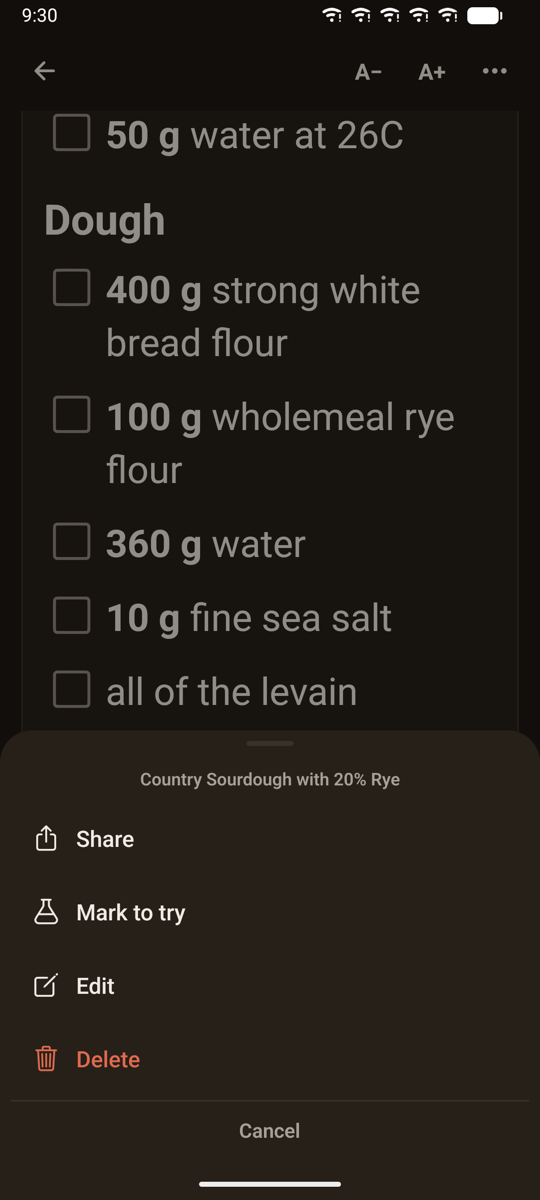 9:30
A− A+
50 g water at 26C
Dough
400 g strong white
bread flour
100 g wholemeal rye
flour
360 g water
10 g fine sea salt
all of the levain
Country Sourdough with 20% Rye
Share
Mark to try
Edit
Delete
Cancel